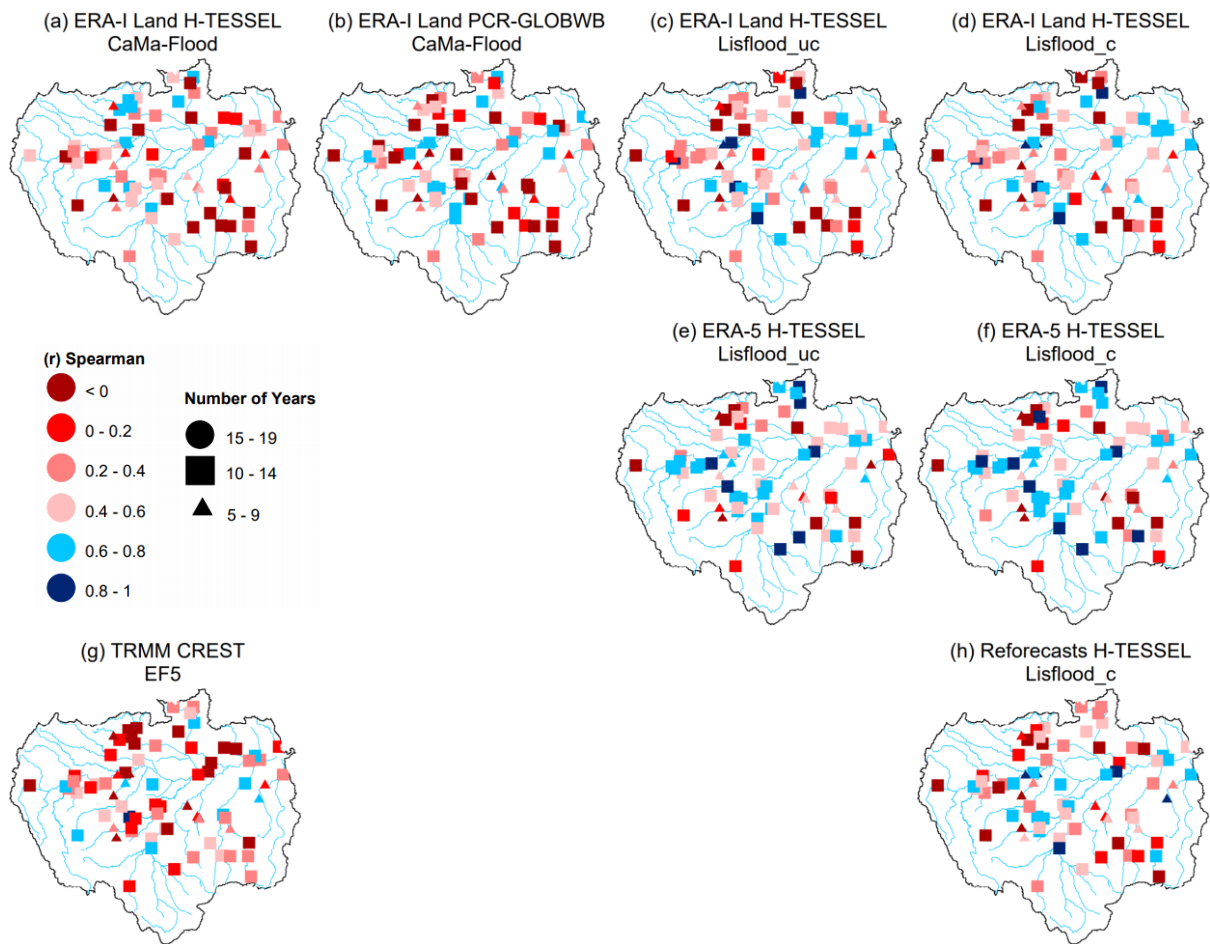 (a) ERA-I Land H-TESSEL
CaMa-Flood
(b) ERA-I Land PCR-GLOBWB
CaMa-Flood
(c) ERA-I Land H-TESSEL
Lisflood_uc
(d) ERA-I Land H-TESSEL
Lisflood_c
(e) ERA-5 H-TESSEL
Lisflood_uc
(f) ERA-5 H-TESSEL
Lisflood_c
(r) Spearman
< 0
0 - 0.2
0.2 - 0.4
0.4 - 0.6
0.6 - 0.8
0.8 - 1
Number of Years
15 - 19
10 - 14
5 - 9
(g) TRMM CREST
EF5
(h) Reforecasts H-TESSEL
Lisflood_c